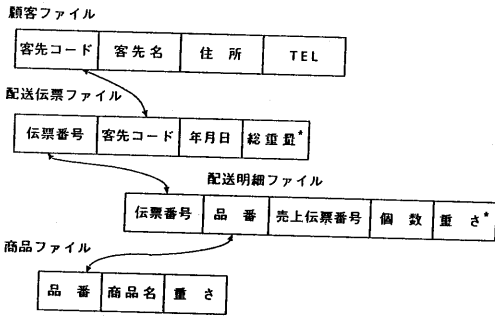 顧客ファイル
客先コード 客先名 住所 TEL
配送伝票ファイル
伝票番号 客先コード 年月日 総重量*
配送明細ファイル
伝票番号 品番 売上伝票番号 個数 重さ*
商品ファイル
品番 商品名 重さ